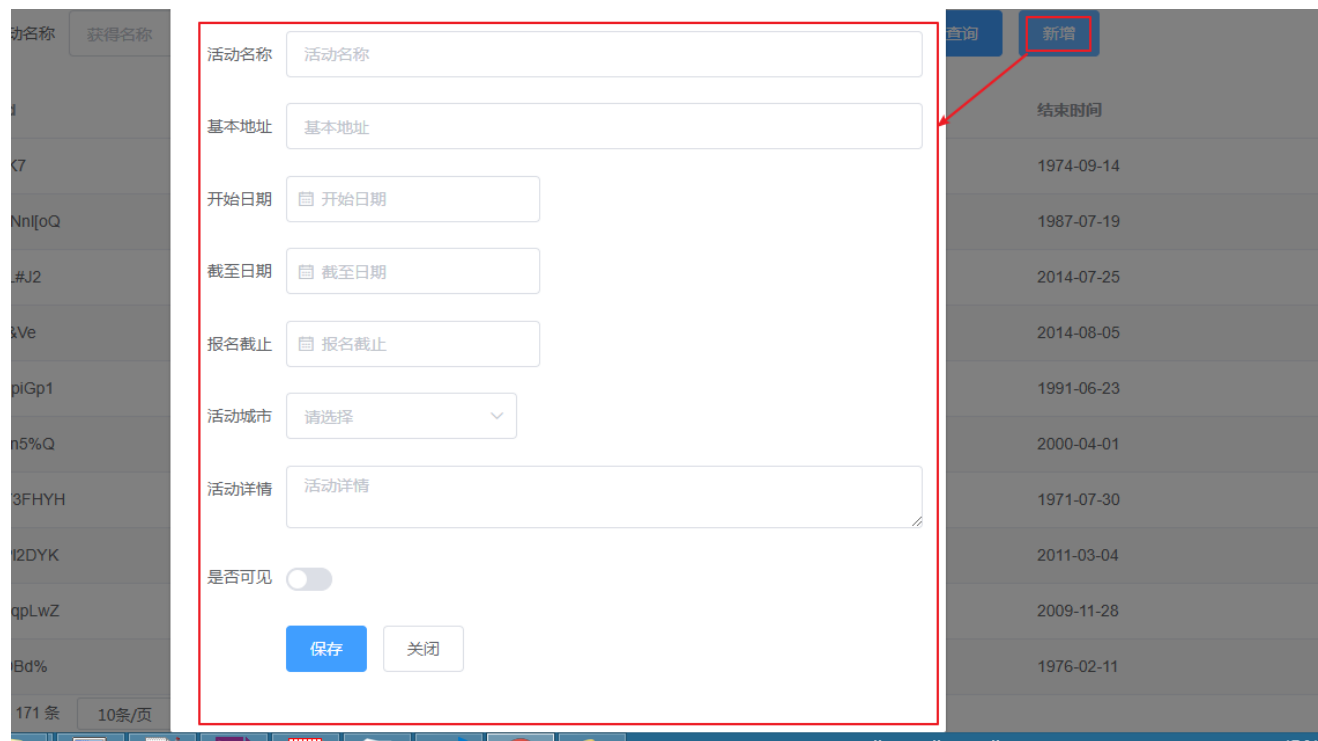 动名称 获得名称 查询 新增
活动名称 活动名称
基本地址 基本地址
结束时间
K7 1974-09-14
开始日期 开始日期
NnI[oQ 1987-07-19
截至日期 截至日期
#J2 2014-07-25
&Ve 2014-08-05
报名截止 报名截止
piGp1 1991-06-23
活动城市 请选择
n5%Q 2000-04-01
活动详情 活动详情
3FHYH 1971-07-30
I2DYK 2011-03-04
是否可见
qpLwZ 2009-11-28
保存 关闭
Bd% 1976-02-11
171 条 10条/页